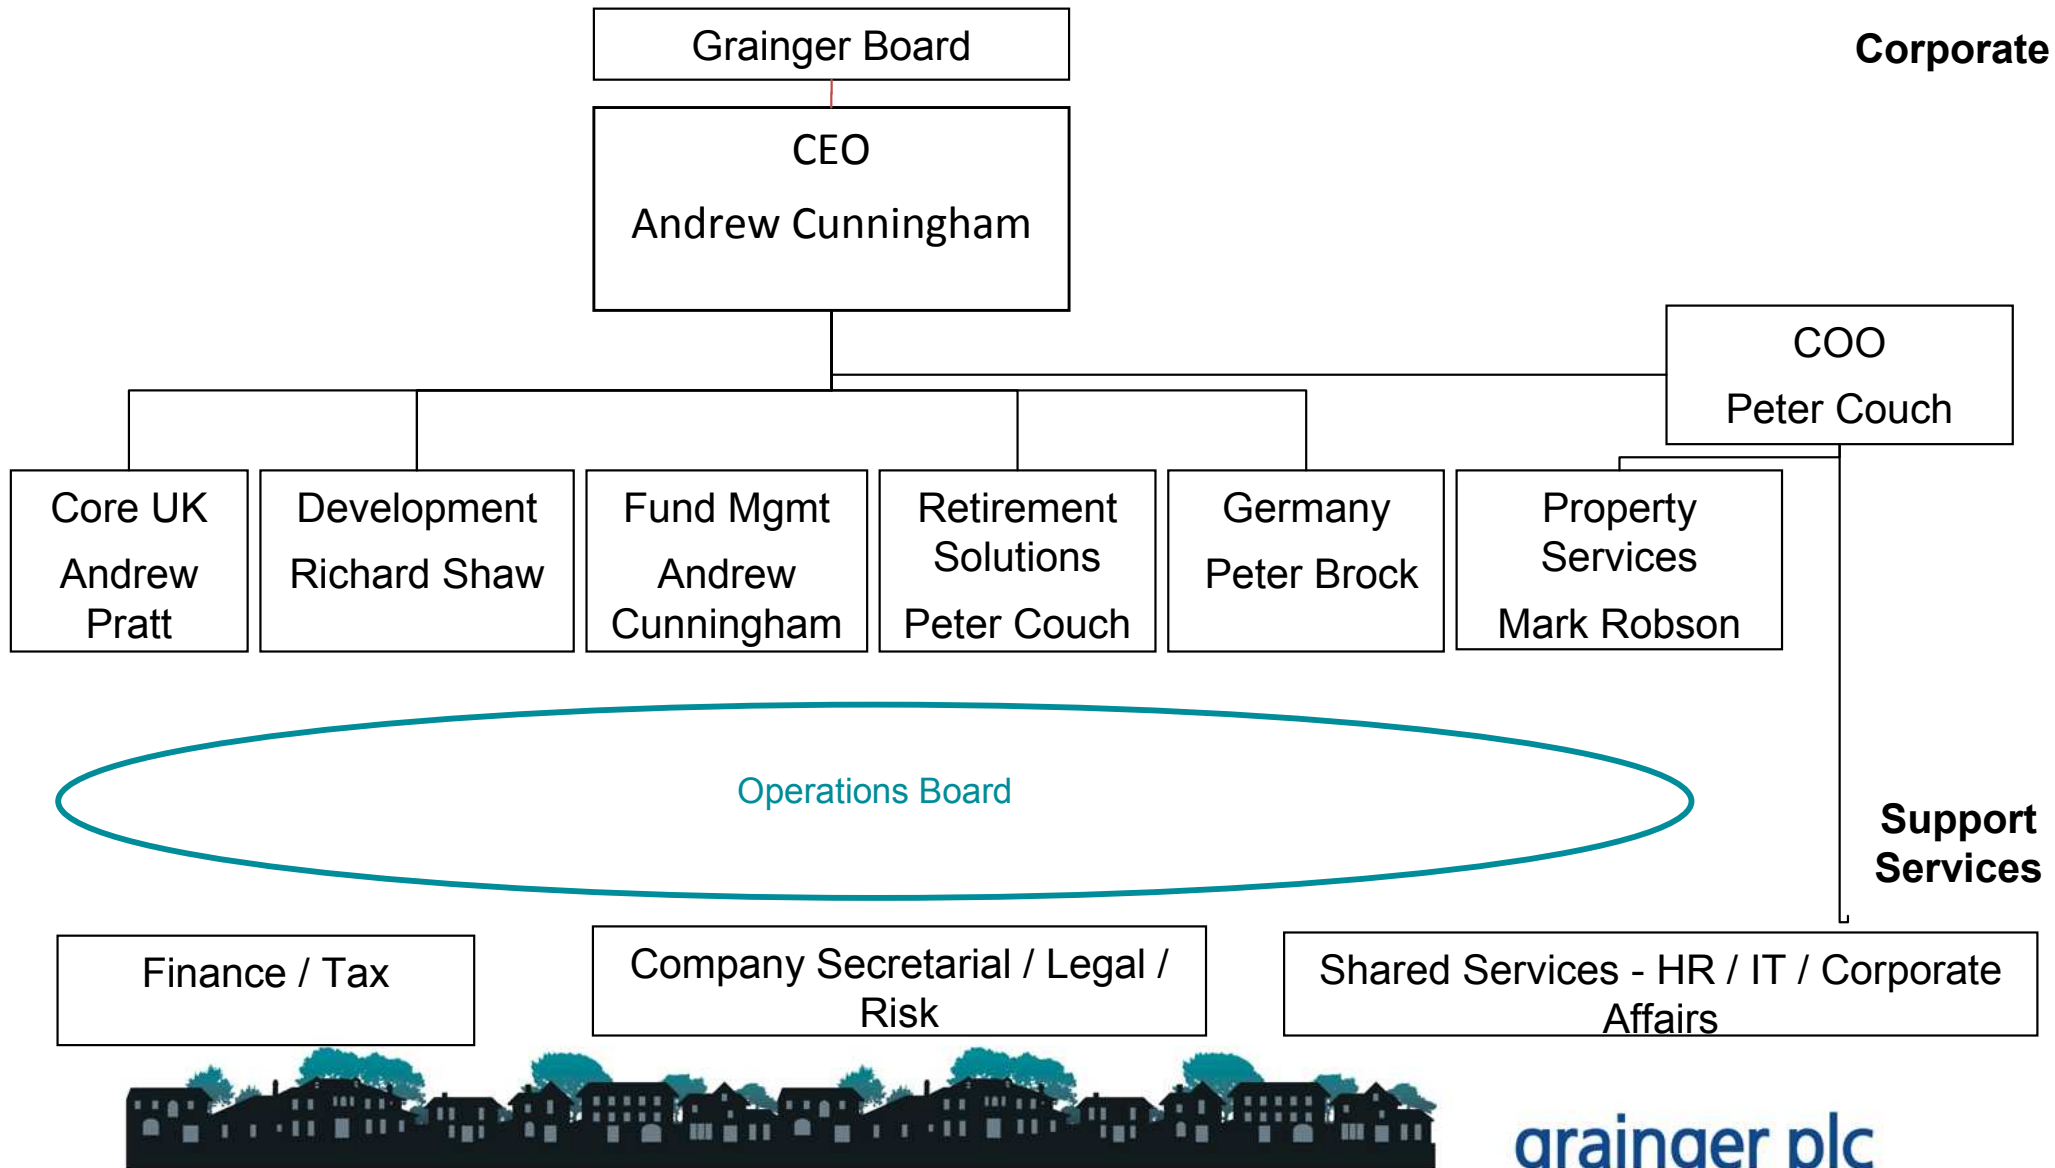 Grainger Board
Corporate
CEO
Andrew Cunningham
COO
Peter Couch
Core UK
Andrew
Pratt
Development
Richard Shaw
Fund Mgmt
Andrew
Cunningham
Retirement
Solutions
Peter Couch
Germany
Peter Brock
Property
Services
Mark Robson
Operations Board
Support
Services
Finance / Tax
Company Secretarial / Legal /
Risk
Shared Services - HR / IT / Corporate
Affairs
grainger plc